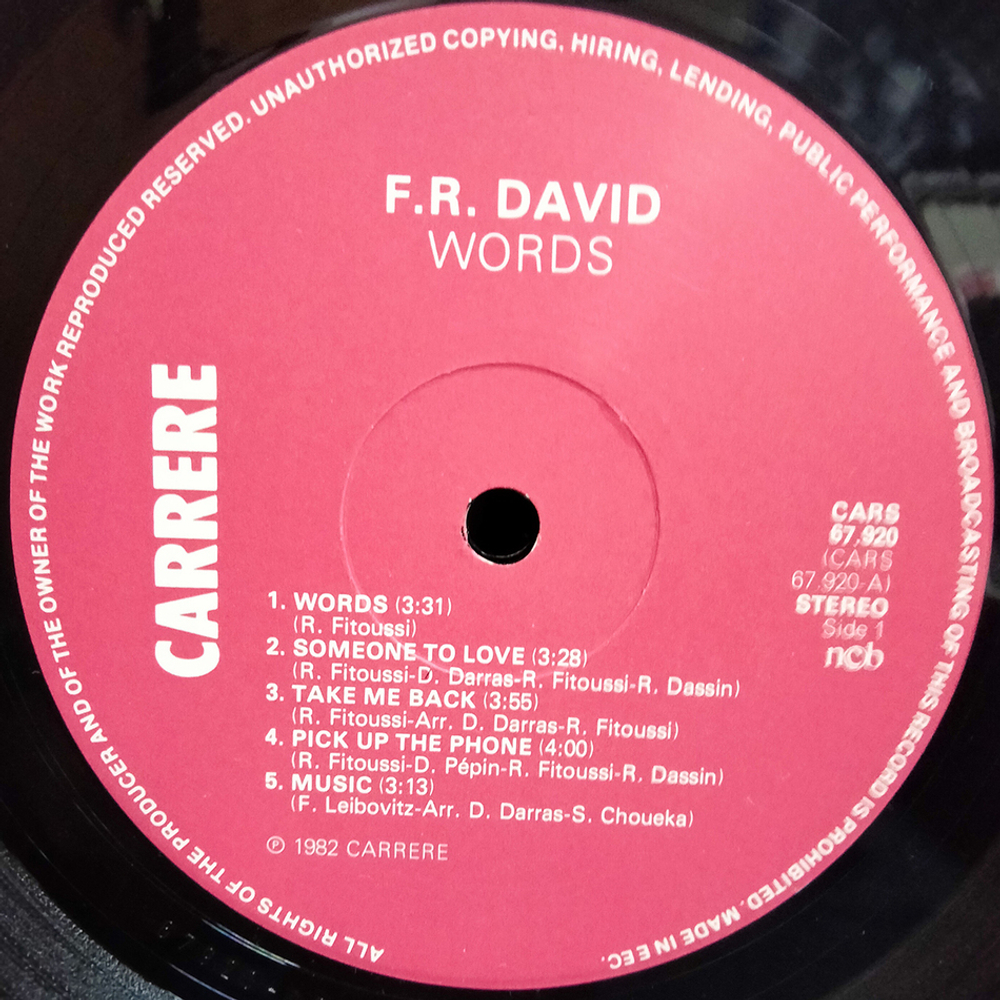 ALL RIGHTS OF THE PRODUCER AND OF THE OWNER OF THE WORK REPRODUCED RESERVED. UNAUTHORIZED COPYING, HIRING, LENDING, PUBLIC PERFORMANCE AND BROADCASTING OF THIS RECORD IS PROHIBITED. MADE IN EEC.
F.R. DAVID
WORDS
CARRERE
CARS
67.920
(CARS
67.920-A)
STEREO
Side 1
ncb
1. WORDS (3:31)
(R. Fitoussi)
2. SOMEONE TO LOVE (3:28)
(R. Fitoussi-D. Darras-R. Fitoussi-R. Dassin)
3. TAKE ME BACK (3:55)
(R. Fitoussi-Arr. D. Darras-R. Fitoussi)
4. PICK UP THE PHONE (4:00)
(R. Fitoussi-D. Pépin-R. Fitoussi-R. Dassin)
5. MUSIC (3:13)
(F. Leibovitz-Arr. D. Darras-S. Choueka)
℗ 1982 CARRERE